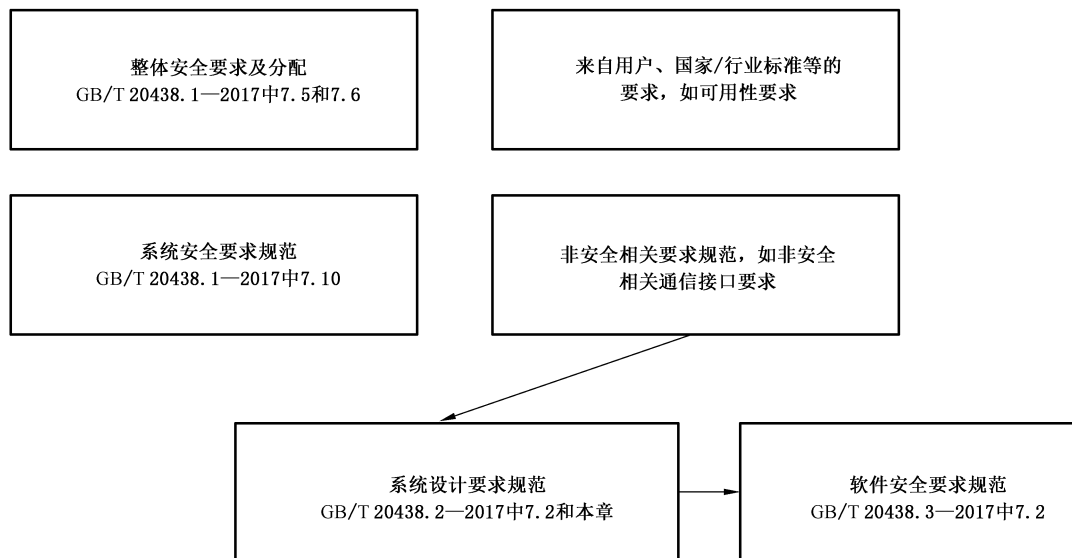 整体安全要求及分配
GB/T 20438.1—2017中7.5和7.6
来自用户、国家/行业标准等的
要求，如可用性要求
系统安全要求规范
GB/T 20438.1—2017中7.10
非安全相关要求规范，如非安全
相关通信接口要求
系统设计要求规范
GB/T 20438.2—2017中7.2和本章
软件安全要求规范
GB/T 20438.3—2017中7.2